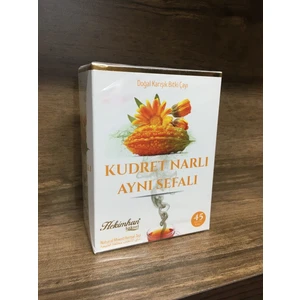 Doğal Karışık Bitki Çayı
KUDRET NARLI
AYNI SEFALI
Hekimhan
45